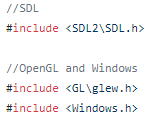 //SDL
#include <SDL2\SDL.h>
//OpenGL and Windows
#include <GL\glew.h>
#include <Windows.h>